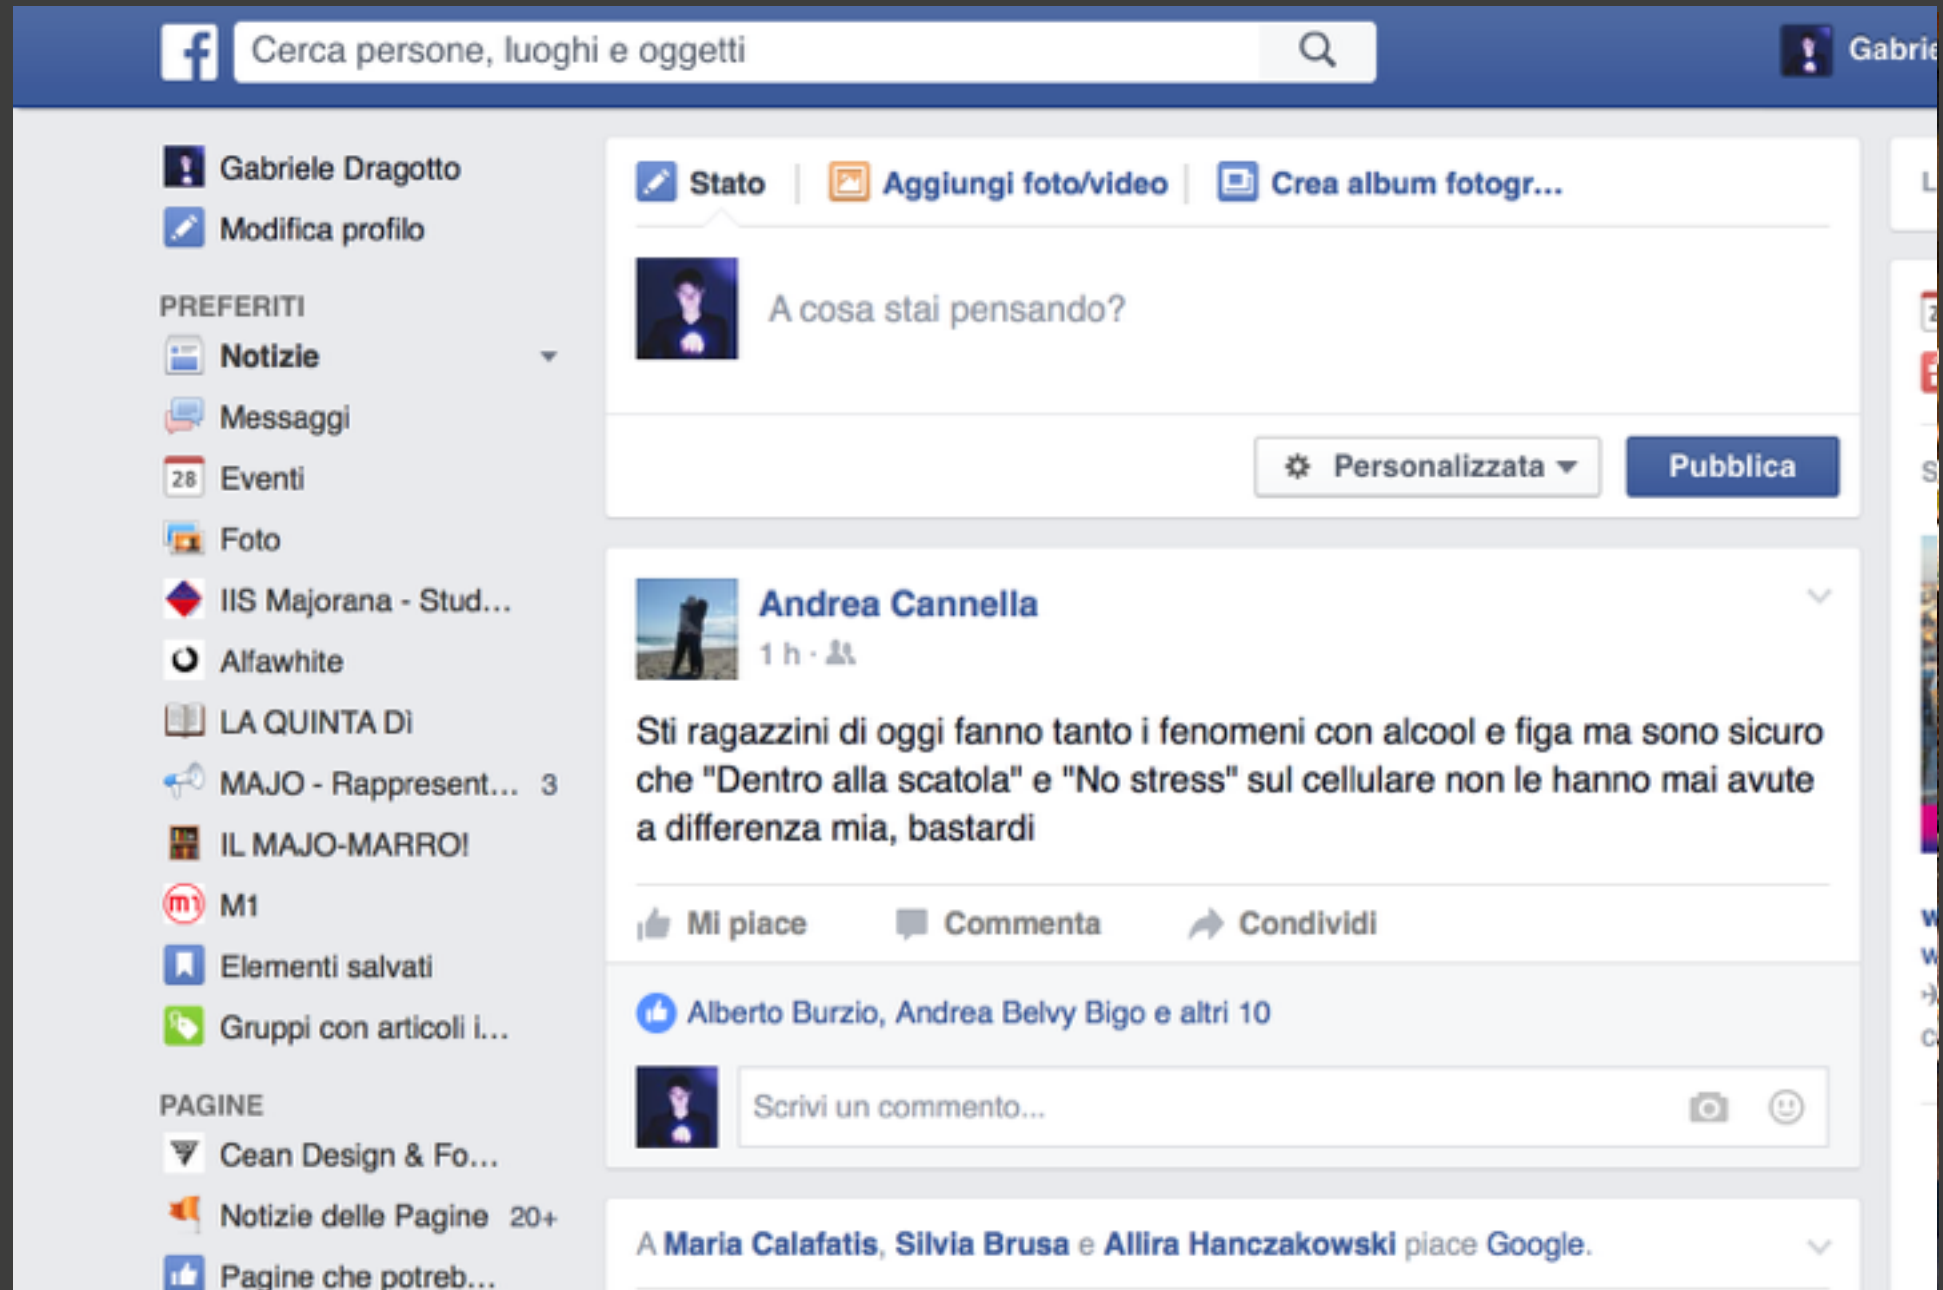 Cerca persone, luoghi e oggetti
Gabrie
Gabriele Dragotto
Modifica profilo
PREFERITI
Notizie
Messaggi
28
Eventi
Foto
IIS Majorana - Stud...
Alfawhite
LA QUINTA Dì
MAJO - Rappresent... 3
IL MAJO-MARRO!
m1 M1
Elementi salvati
Gruppi con articoli i...
PAGINE
Cean Design & Fo...
Notizie delle Pagine 20+
Pagine che potreb...
Stato
Aggiungi foto/video
Crea album fotogr...
A cosa stai pensando?
Personalizzata
Pubblica
Andrea Cannella
1 h ·
Sti ragazzini di oggi fanno tanto i fenomeni con alcool e figa ma sono sicuro
che "Dentro alla scatola" e "No stress" sul cellulare non le hanno mai avute
a differenza mia, bastardi
Mi piace
Commenta
Condividi
Alberto Burzio, Andrea Belvy Bigo e altri 10
Scrivi un commento...
A Maria Calafatis, Silvia Brusa e Allira Hanczakowski piace Google.